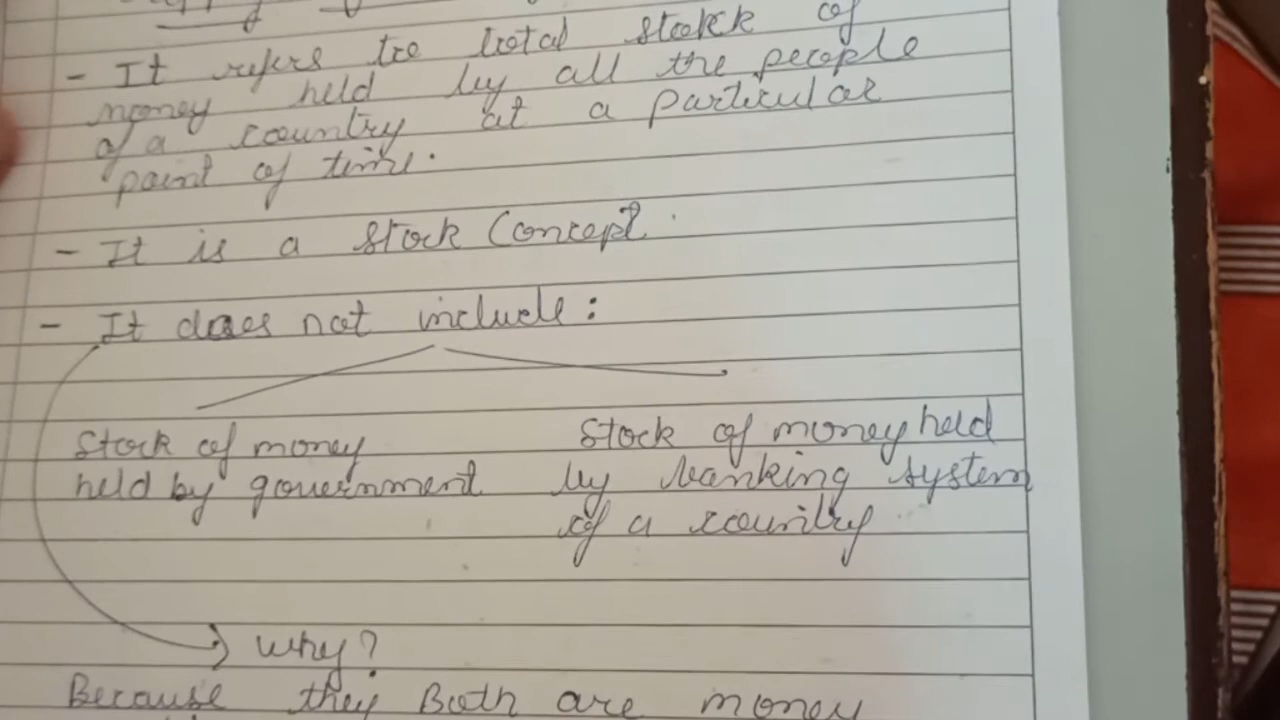 - It refers to total stock of
money held by all the people
of a country at a particular
point of time.
- It is a Stock Concept.
- It does not include:
Stock of money
held by government
Stock of money held
by banking system
of a country
→ Why?
Because they Both are money